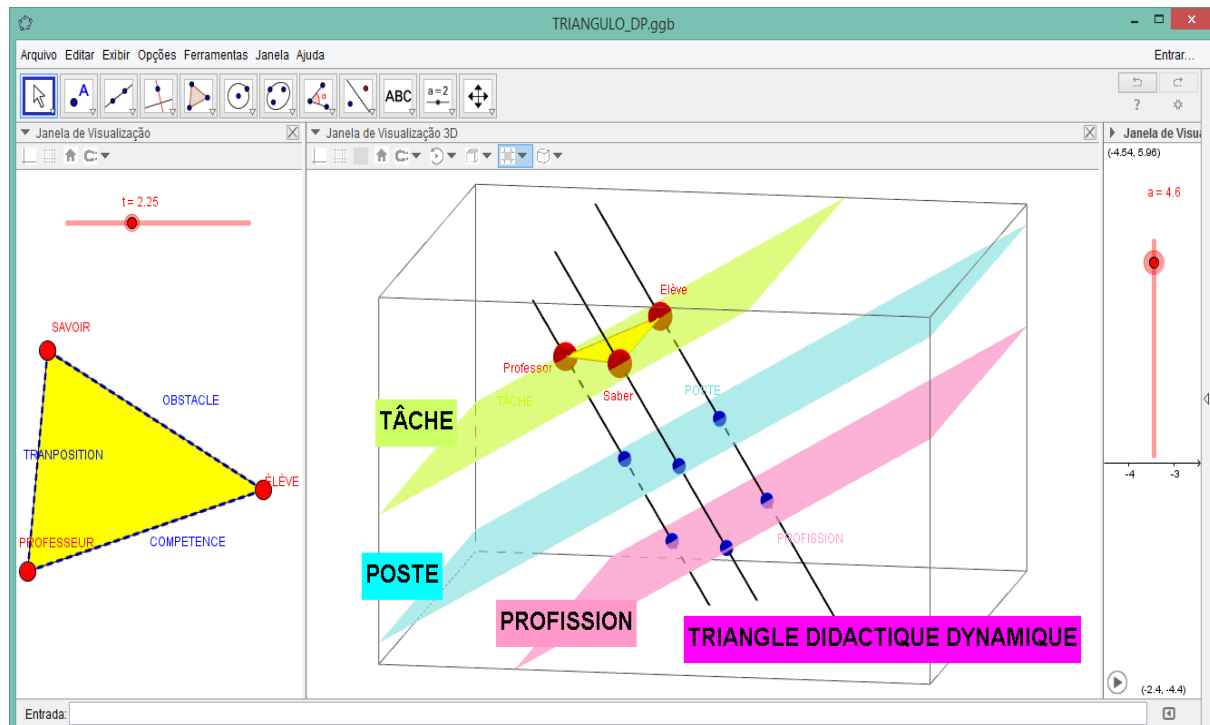 TRIANGULO_DP.ggb
Arquivo Editar Exibir Opções Ferramentas Janela Ajuda
Entrar...
A
ABC
a=2
?
Janela de Visualização
Janela de Visualização 3D
Janela de Visu
t = 2.25
SAVOIR
OBSTACLE
TRANPOSITION
ÉLÈVE
PROFESSEUR
COMPETENCE
Elève
Professor
Saber
TÂCHE
TÂCHE
POSTE
POSTE
PROFISSION
PROFISSION
TRIANGLE DIDACTIQUE DYNAMIQUE
(-4.54, 5.96)
a = 4.6
-4
-3
(-2.4, -4.4)
Entrada: